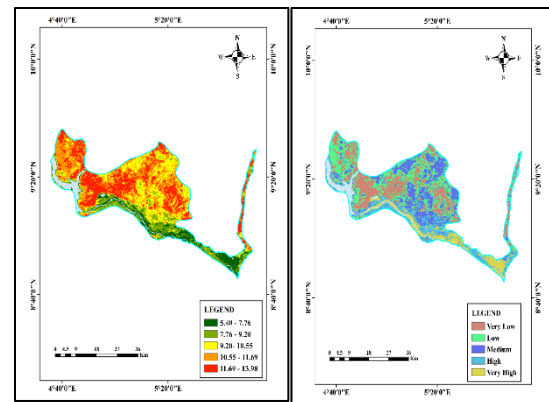 4°40'0"E 5°20'0"E
10°0'0"N
9°20'0"N
8°40'0"N
N
W E
S
LEGEND
5.40 - 7.76
7.76 - 9.20
9.20 - 10.55
10.55 - 11.69
11.69 - 13.98
0 4.5 9 18 27 36
Km
4°40'0"E 5°20'0"E
4°40'0"E 5°20'0"E
10°0'0"N
9°20'0"N
8°40'0"N
N
W E
S
LEGEND
Very Low
Low
Medium
High
Very High
0 4.5 9 18 27 36
Km
4°40'0"E 5°20'0"E